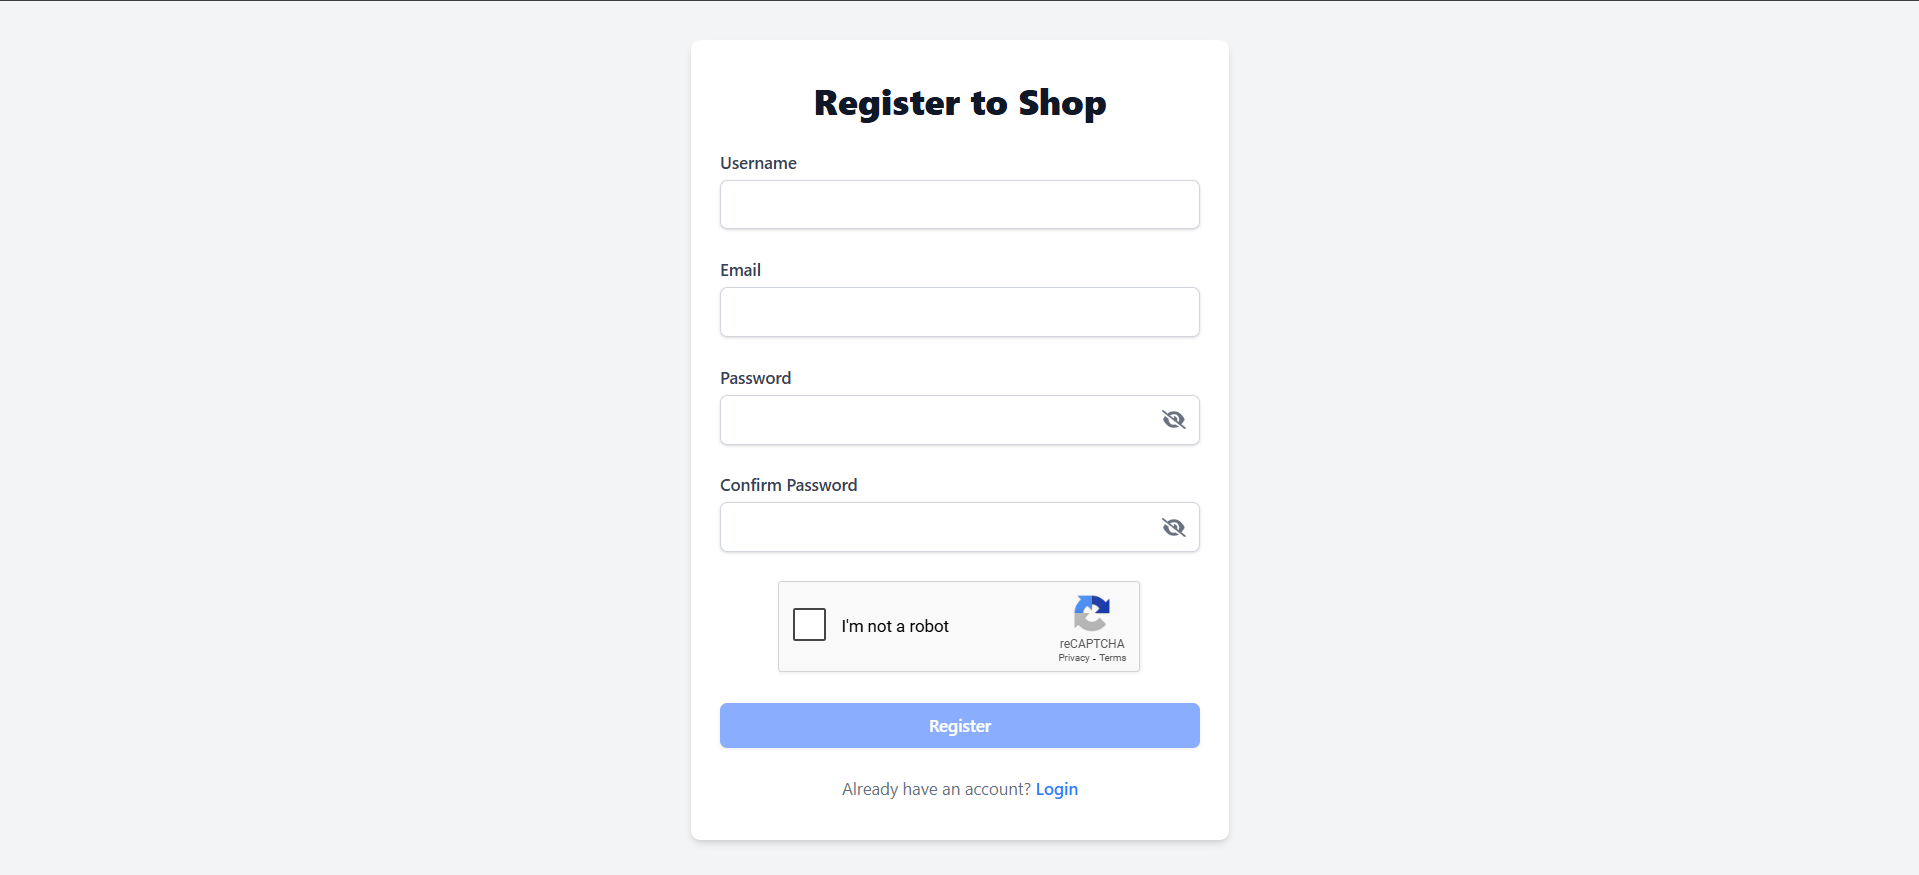 Register to Shop
Username
Email
Password
Confirm Password
I'm not a robot
reCAPTCHA
Privacy - Terms
Register
Already have an account? Login